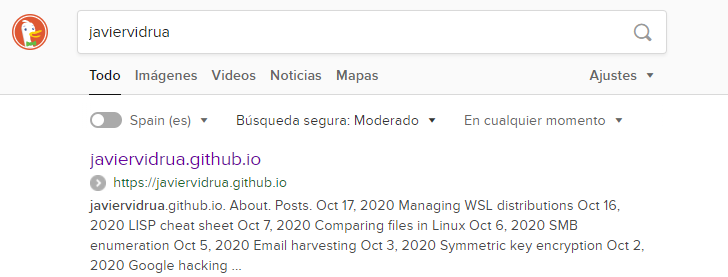 javiervidrua
Todo Imágenes Videos Noticias Mapas Ajustes
Spain (es) Búsqueda segura: Moderado En cualquier momento
javiervidrua.github.io
https://javiervidrua.github.io
javiervidrua.github.io. About. Posts. Oct 17, 2020 Managing WSL distributions Oct 16,
2020 LISP cheat sheet Oct 7, 2020 Comparing files in Linux Oct 6, 2020 SMB
enumeration Oct 5, 2020 Email harvesting Oct 3, 2020 Symmetric key encryption Oct 2,
2020 Google hacking ...